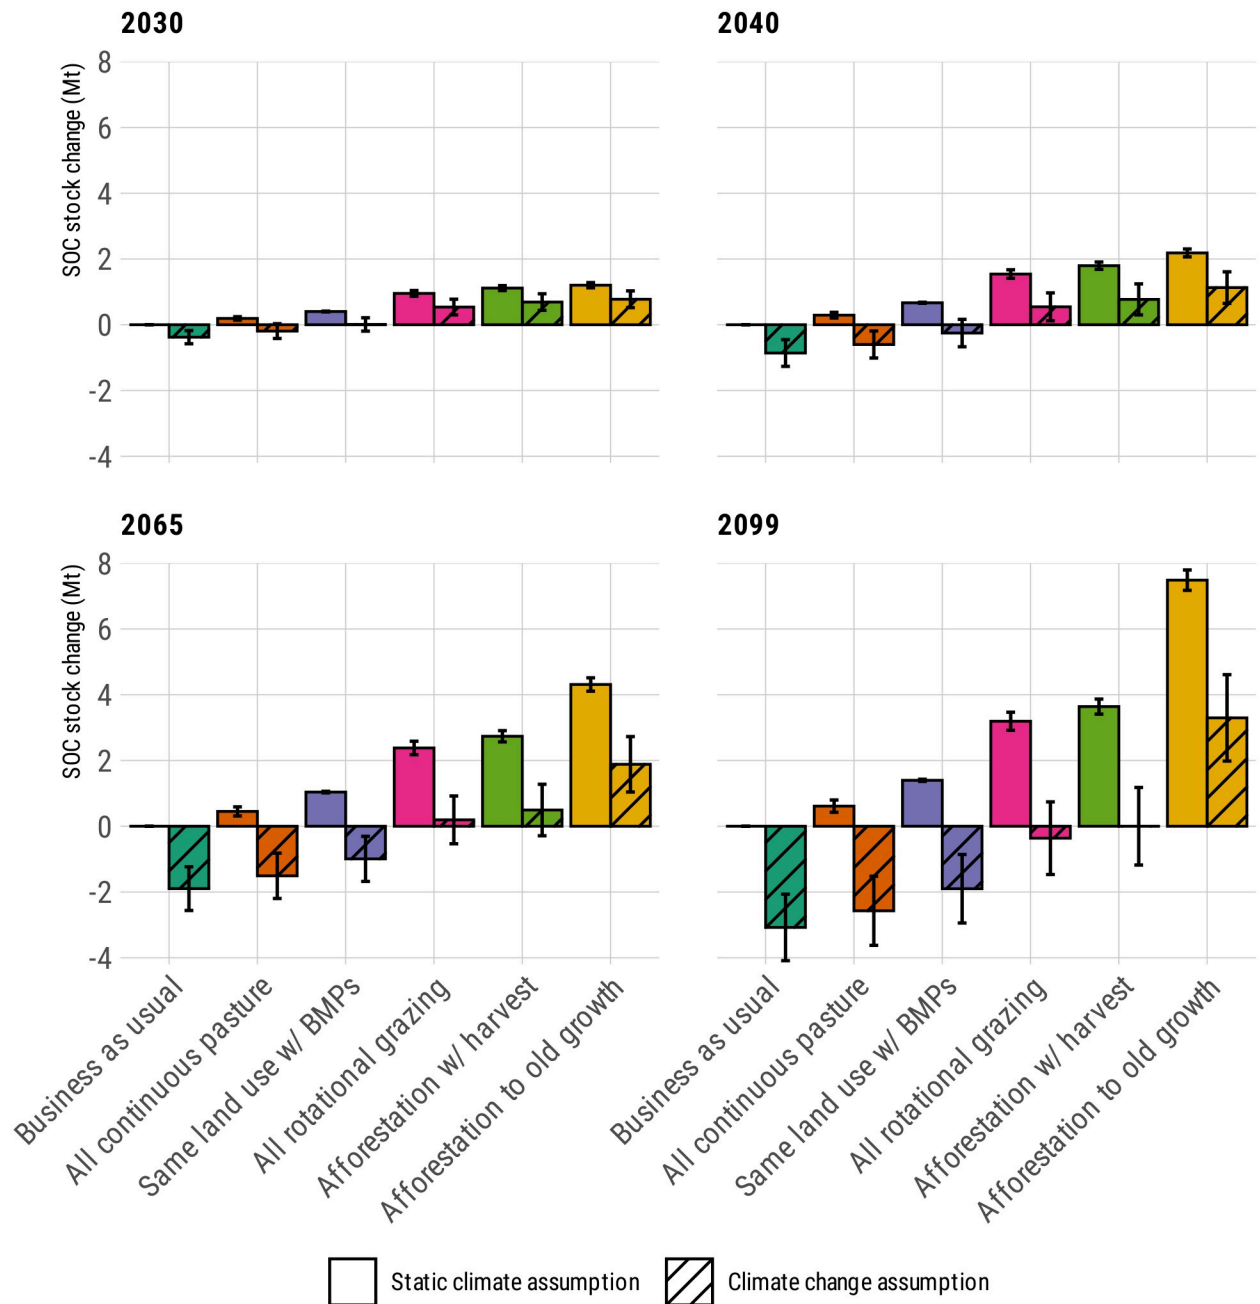 2030
2040
SOC stock change (Mt)
8
6
4
2
0
-2
-4
2065
2099
SOC stock change (Mt)
8
6
4
2
0
-2
-4
Business as usual
All continuous pasture
Same land use w/ BMPs
All rotational grazing
Afforestation w/ harvest
Afforestation to old growth
Business as usual
All continuous pasture
Same land use w/ BMPs
All rotational grazing
Afforestation w/ harvest
Afforestation to old growth
Static climate assumption
Climate change assumption